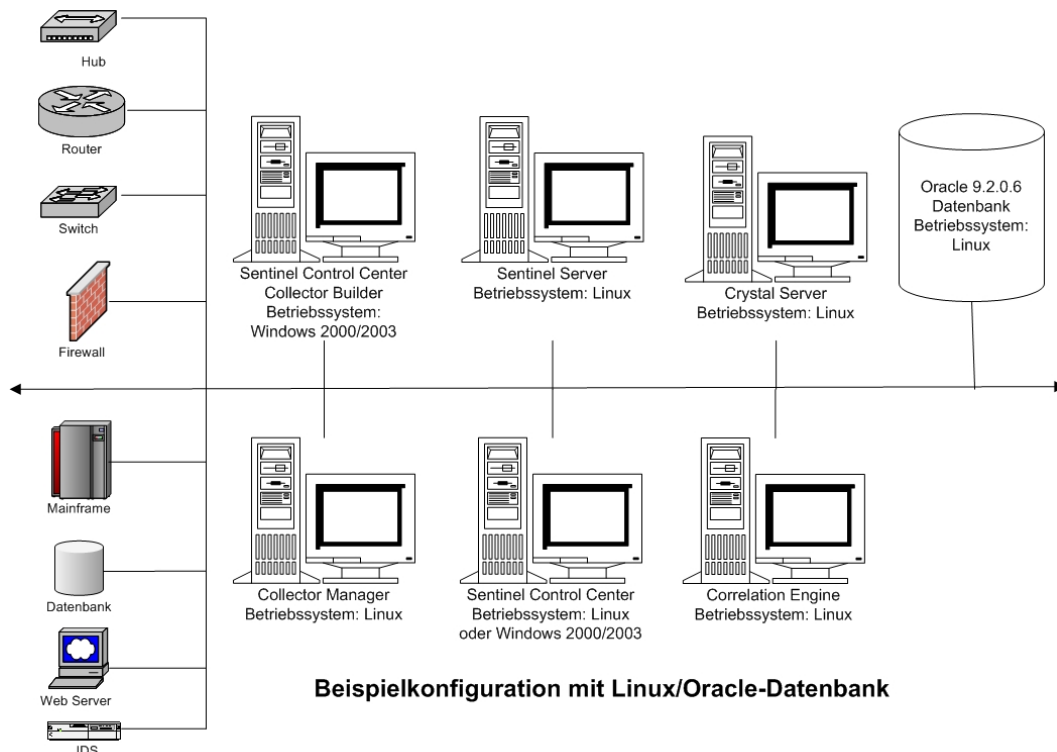 Hub
Router
Switch
Firewall
Mainframe
Datenbank
Web Server
IDS
Sentinel Control Center
Collector Builder
Betriebssystem:
Windows 2000/2003
Sentinel Server
Betriebssystem: Linux
Crystal Server
Betriebssystem: Linux
Oracle 9.2.0.6
Datenbank
Betriebssystem:
Linux
Collector Manager
Betriebssystem: Linux
Sentinel Control Center
Betriebssystem: Linux
oder Windows 2000/2003
Correlation Engine
Betriebssystem: Linux
Beispielkonfiguration mit Linux/Oracle-Datenbank